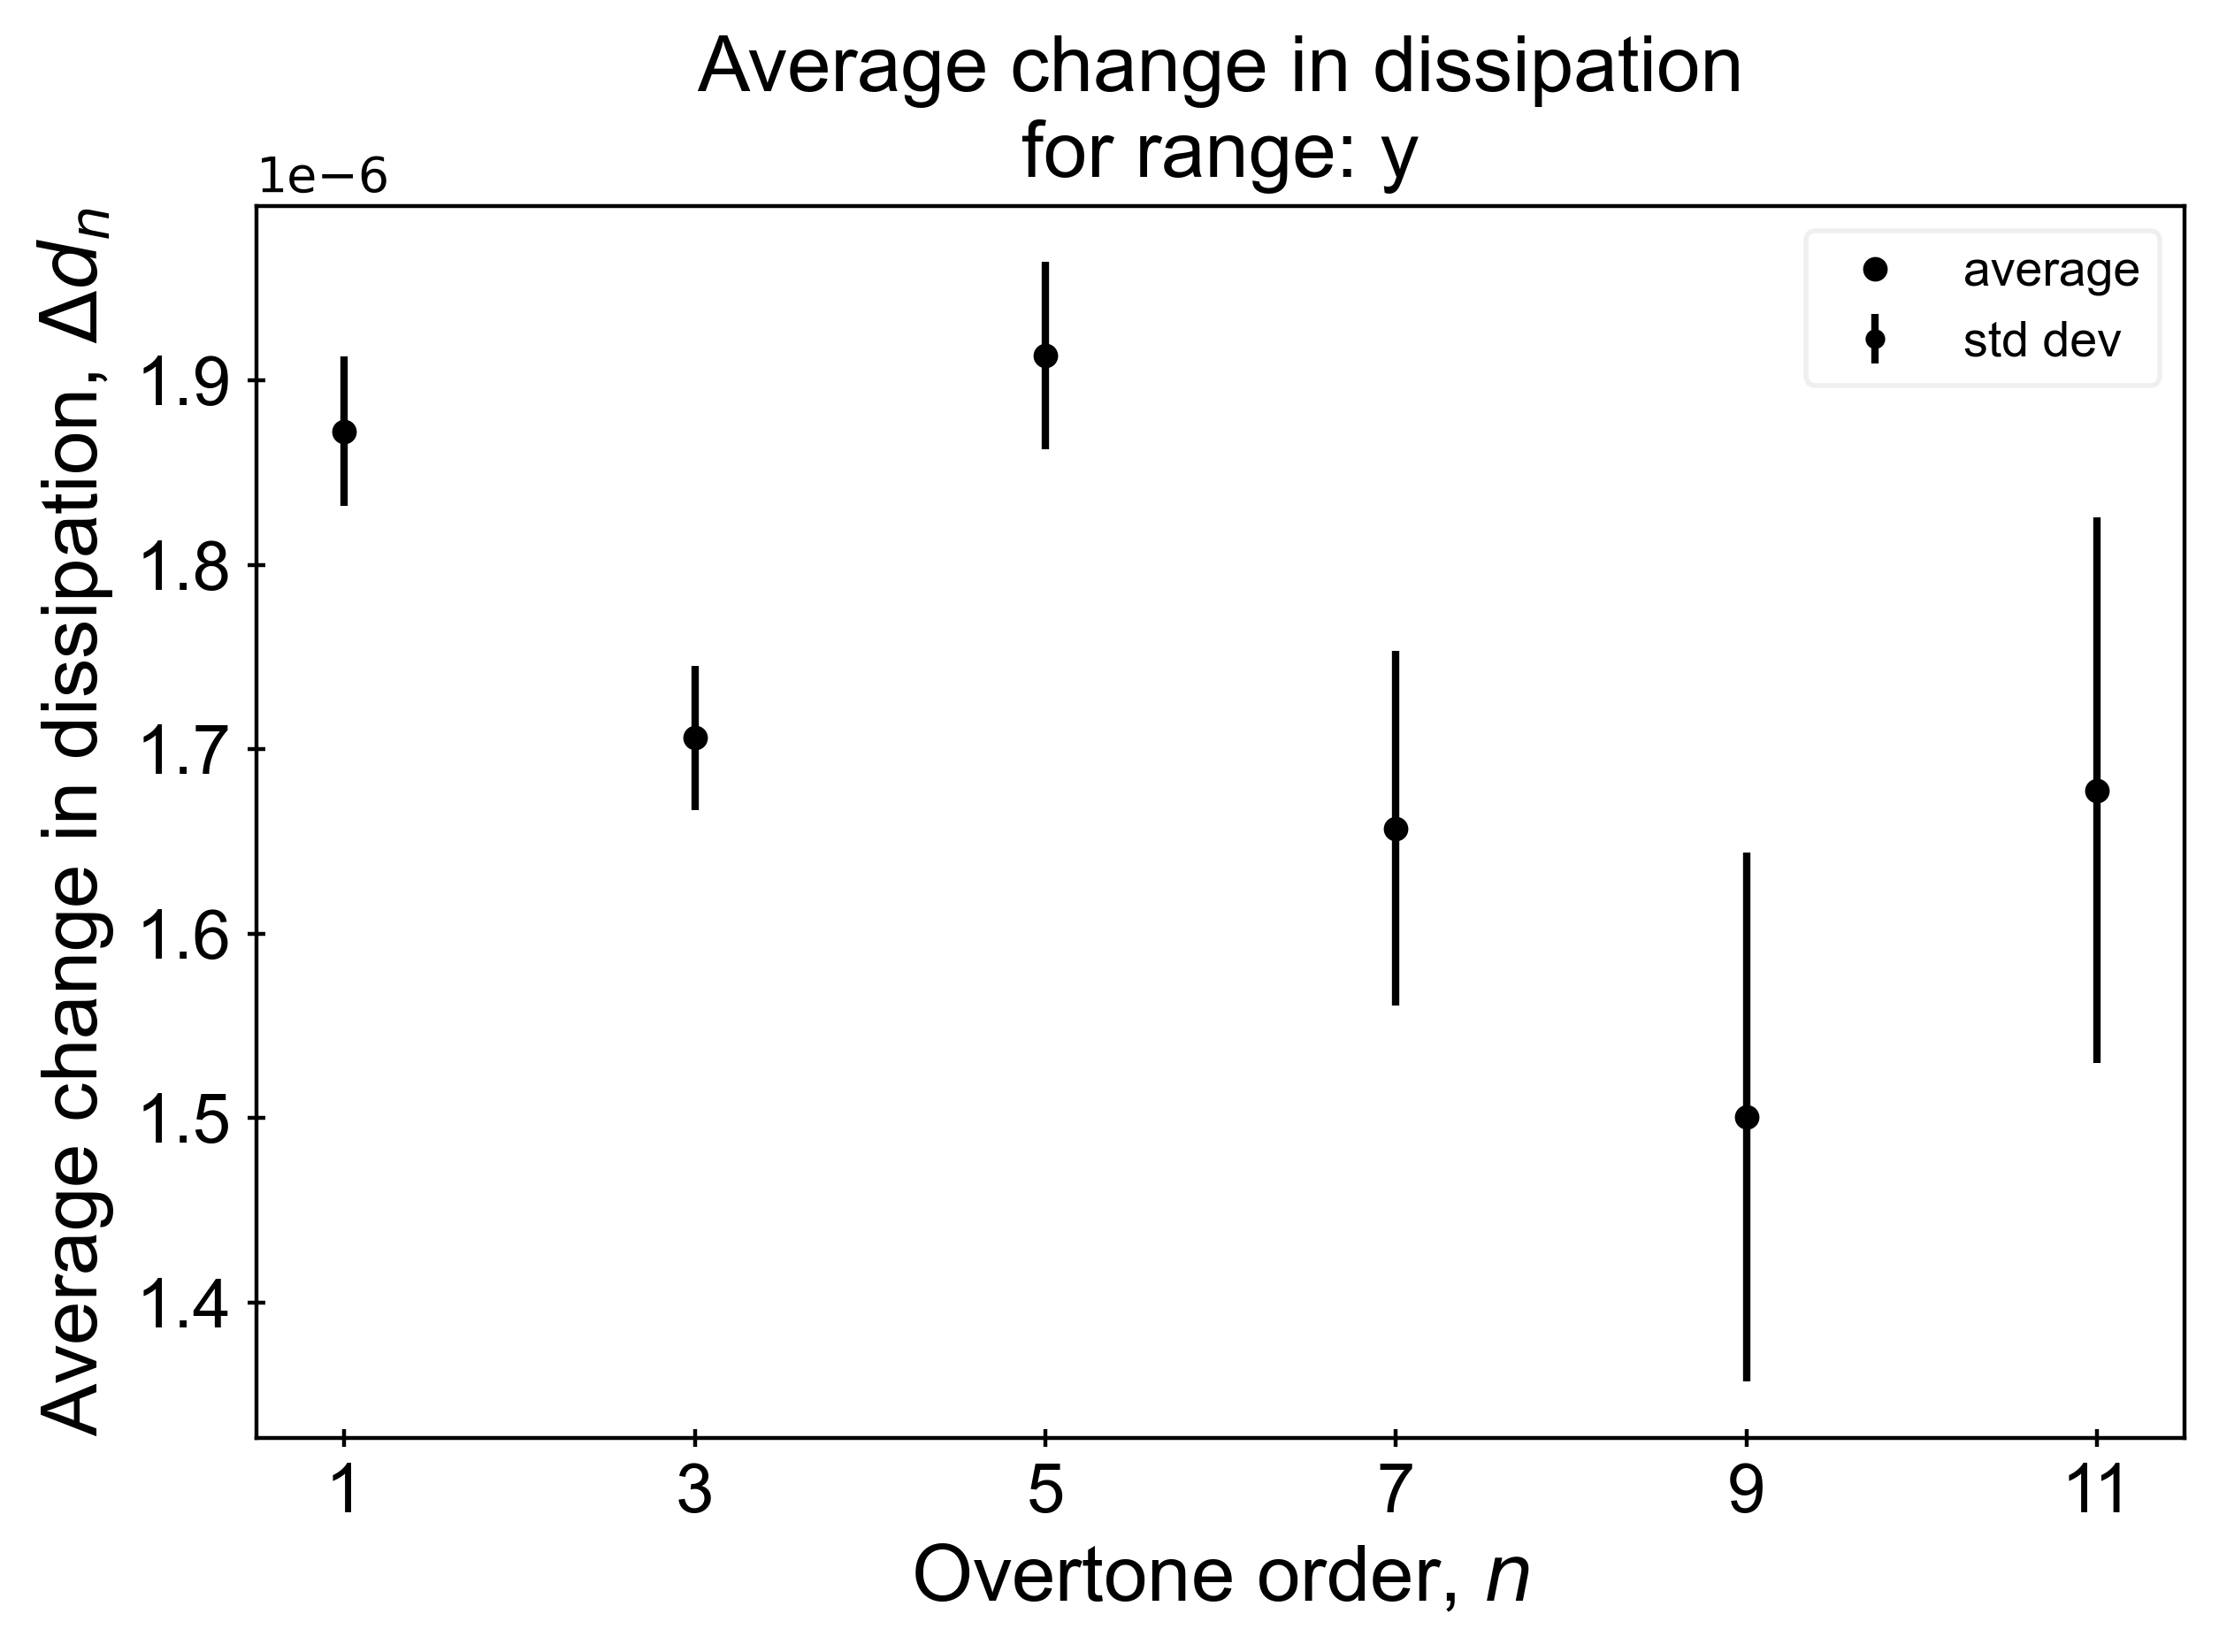 Average change in dissipation
for range: y
1e−6
average
std dev
Average change in dissipation, Δdₙ
1.9
1.8
1.7
1.6
1.5
1.4
1 3 5 7 9 11
Overtone order, n